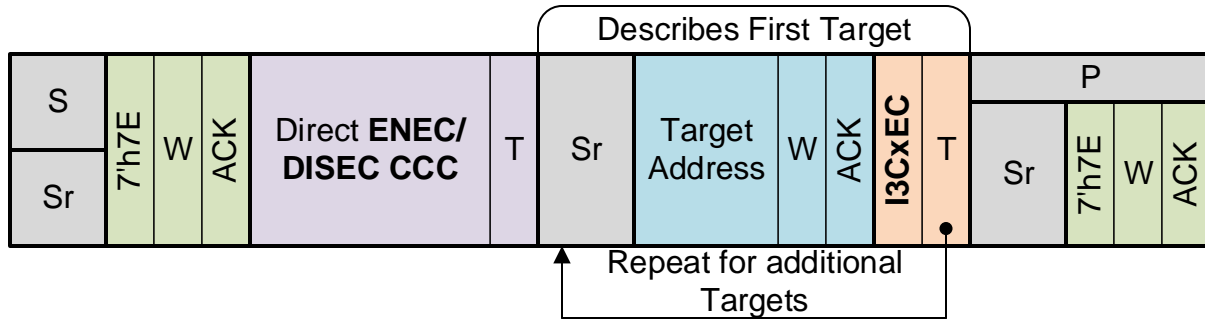 Describes First Target
S
Sr
7'h7E
W
ACK
Direct ENEC/
DISEC CCC
T
Sr
Target
Address
W
ACK
I3CxEC
T
P
Sr
7'h7E
W
ACK
Repeat for additional
Targets